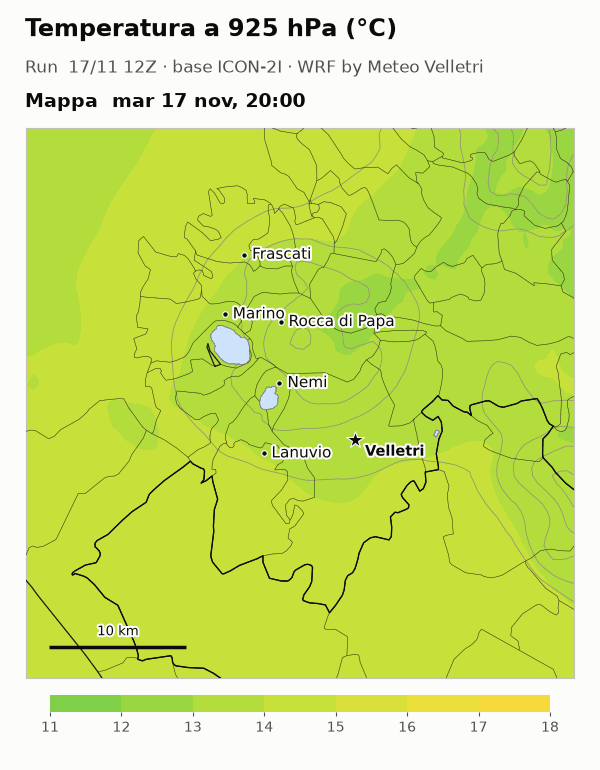 Temperatura a 925 hPa (°C)
Run  17/11 12Z · base ICON-2I · WRF by Meteo Velletri
Mappa  mar 17 nov, 20:00
Frascati
Marino
Rocca di Papa
Nemi
Velletri
Lanuvio
10 km
11 12 13 14 15 16 17 18